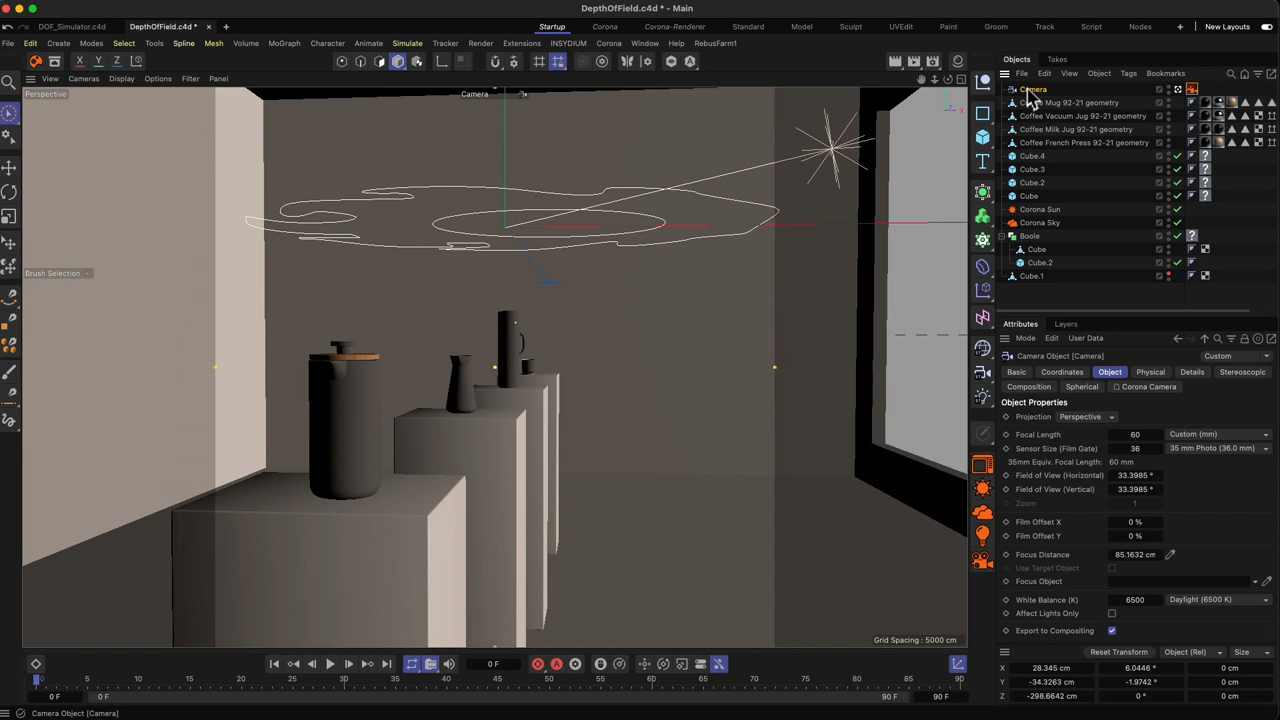 DepthOfField.c4d * - Main
DOF_Simulator.c4d
DepthOfField.c4d *
Startup
Corona
Corona-Renderer
Standard
Model
Sculpt
UVEdit
Paint
Groom
Track
Scripts
Nodes
New Layouts
File
Edit
Create
Modes
Select
Tools
Spline
Mesh
Volume
MoGraph
Character
Animate
Simulate
Tracker
Render
Extensions
INSYDIUM
Corona
Window
Help
RebusFarm1
X
Y
Z
View
Cameras
Display
Options
Filter
Panel
Perspective
Camera
Brush Selection
Grid Spacing : 5000 cm
Objects
Takes
File
Edit
View
Object
Tags
Bookmarks
Camera
Mug 92-21 geometry
Coffee Vacuum Jug 92-21 geometry
Coffee Milk Jug 92-21 geometry
Coffee French Press 92-21 geometry
Cube.4
Cube.3
Cube.2
Cube
Corona Sun
Corona Sky
Boole
Cube
Cube.2
Cube.1
Attributes
Layers
Mode
Edit
User Data
Camera Object [Camera]
Custom
Basic
Coordinates
Object
Physical
Details
Stereoscopic
Composition
Spherical
Corona Camera
Object Properties
Projection
Perspective
Focal Length
60
Custom (mm)
Sensor Size (Film Gate)
36
35 mm Photo (36.0 mm)
35mm Equiv. Focal Length:
60 mm
Field of View (Horizontal)
33.3985 °
Field of View (Vertical)
33.3985 °
Zoom
1
Film Offset X
0 %
Film Offset Y
0 %
Focus Distance
85.1632 cm
Use Target Object
Focus Object
White Balance (K)
6500
Daylight (6500 K)
Affect Lights Only
Export to Compositing
Reset Transform
Object (Rel)
Size
X
28.345 cm
6.0446 °
0 cm
Y
-34.3263 cm
-1.9742 °
0 cm
Z
-298.6642 cm
0 °
0 cm
0 F
0
5
10
15
20
25
30
35
40
45
50
55
60
65
70
75
80
85
90
0 F
0 F
90 F
90 F
Camera Object [Camera]